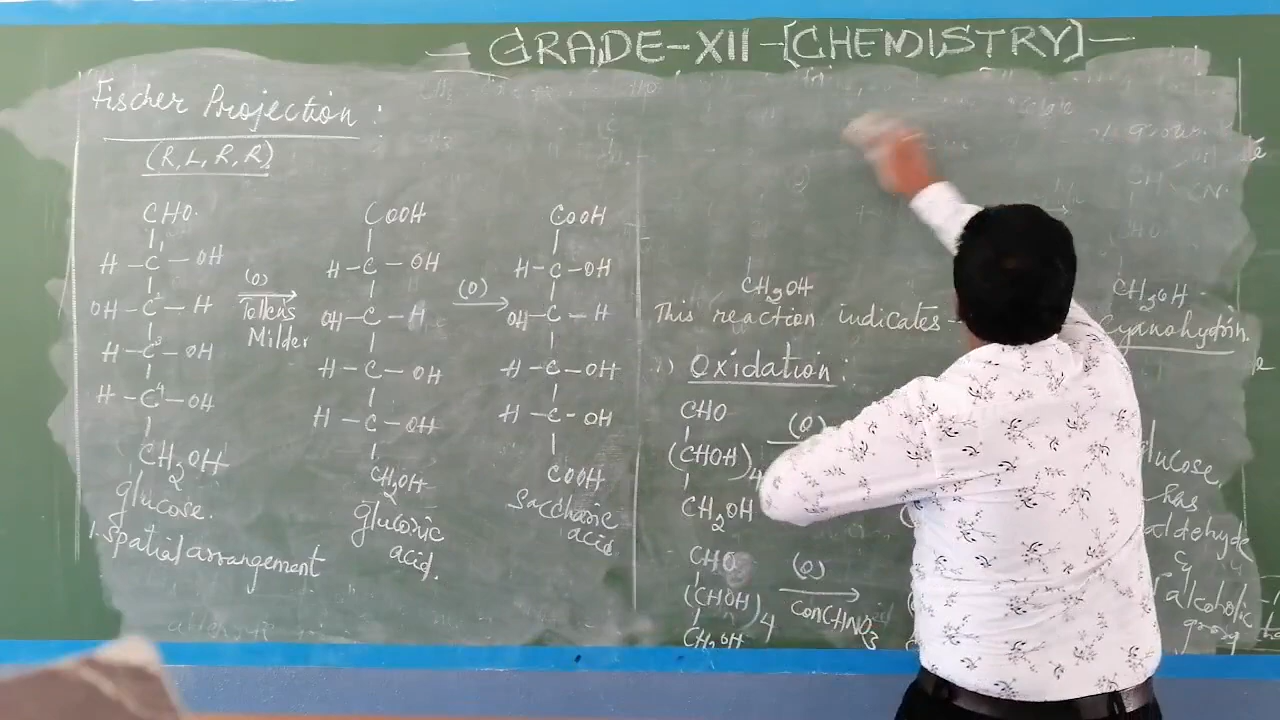 GRADE-XII-[CHEMISTRY]
Fischer Projection:
(R, L, R, R)
CHO
H-C-OH
OH-C-H
H-C-OH
H-C-OH
CH2OH
glucose.
1. Spatial arrangement
(O)
Tollen's
Milder
COOH
H-C-OH
OH-C-H
H-C-OH
H-C-OH
CH2OH
gluconic
acid.
(O)
COOH
H-C-OH
OH-C-H
H-C-OH
H-C-OH
COOH
Saccharic
acid
CH2OH
This reaction indicates
CH2OH
Cyanohydrin.
Oxidation:
CHO
(CHOH)4
CH2OH
(O)
CHO
(CHOH)4
CH2OH
(O)
Conc HNO3
glucose
has
aldehyde
&
alcoholic
group